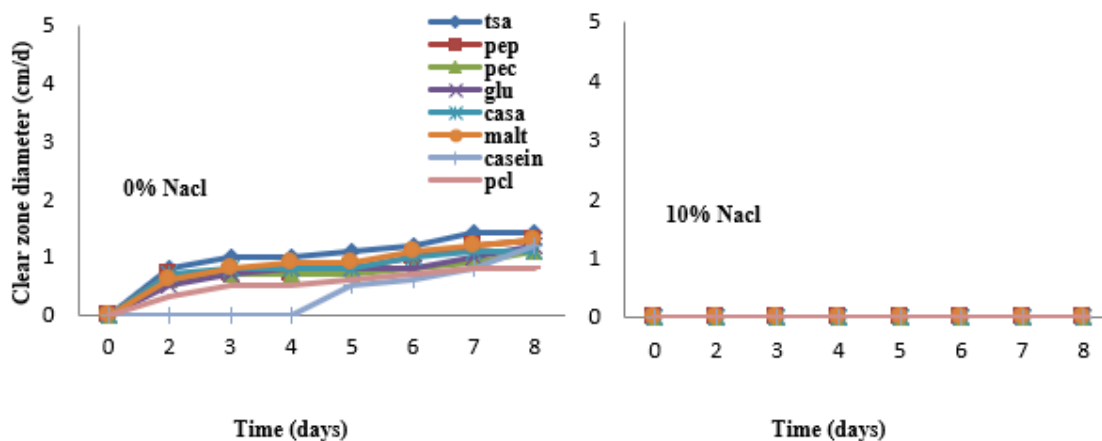 Clear zone diameter (cm/d)
5
4
3
2
1
0
0% Nacl
tsa
pep
pec
glu
casa
malt
casein
pcl
0 2 3 4 5 6 7 8
Time (days)
5
4
3
2
1
0
10% Nacl
0 2 3 4 5 6 7 8
Time (days)